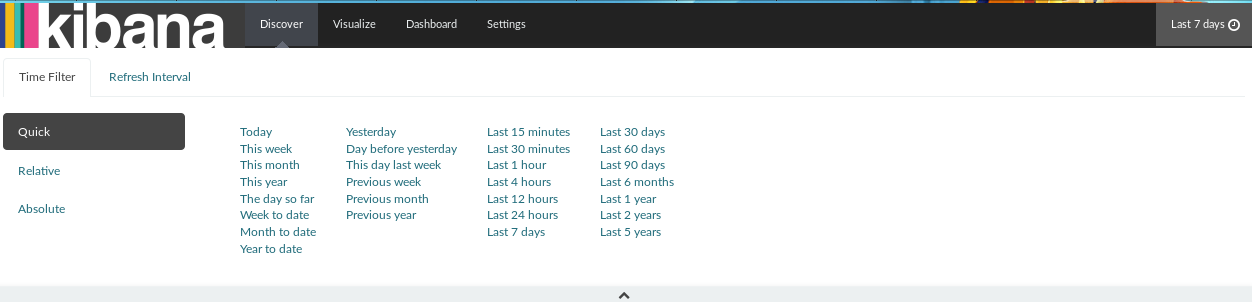 kibana
Discover
Visualize
Dashboard
Settings
Last 7 days
Time Filter
Refresh Interval
Quick
Relative
Absolute
Today
This week
This month
This year
The day so far
Week to date
Month to date
Year to date
Yesterday
Day before yesterday
This day last week
Previous week
Previous month
Previous year
Last 15 minutes
Last 30 minutes
Last 1 hour
Last 4 hours
Last 12 hours
Last 24 hours
Last 7 days
Last 30 days
Last 60 days
Last 90 days
Last 6 months
Last 1 year
Last 2 years
Last 5 years